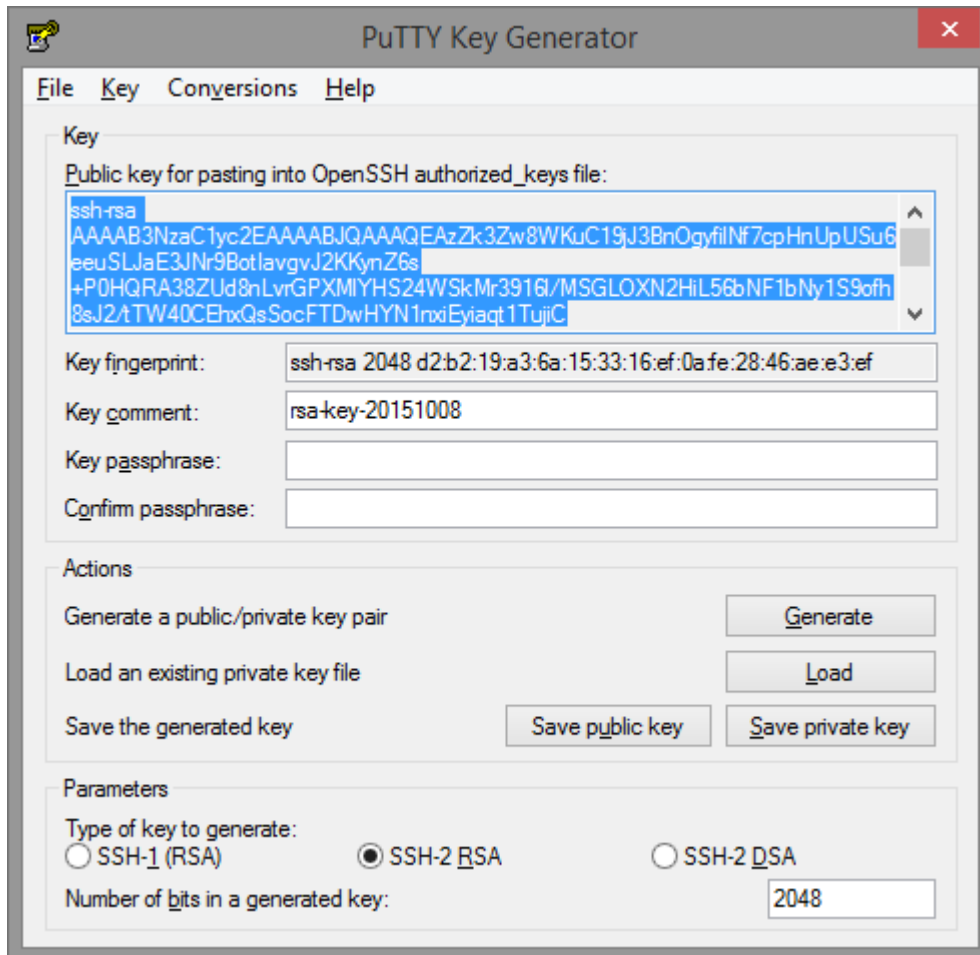 PuTTY Key Generator
File Key Conversions Help
Key
Public key for pasting into OpenSSH authorized_keys file:
ssh-rsa
AAAAB3NzaC1yc2EAAAABJQAAAQEAzZk3Zw8WKuC19jJ3BnOgyfilNf7cpHnUpUSu6
eeuSLJaE3JNr9BotIavgvJ2KKynZ6s
+P0HQRA38ZUd8nLvrGPXMIYHS24WSkMr3916I/MSGLOXN2HiL56bNF1bNy1S9ofh
8sJ2/tTW40CEhxQsSocFTDwHYN1nxiEyiaqt1TujiC
Key fingerprint: ssh-rsa 2048 d2:b2:19:a3:6a:15:33:16:ef:0a:fe:28:46:ae:e3:ef
Key comment: rsa-key-20151008
Key passphrase:
Confirm passphrase:
Actions
Generate a public/private key pair Generate
Load an existing private key file Load
Save the generated key Save public key Save private key
Parameters
Type of key to generate:
SSH-1 (RSA) SSH-2 RSA SSH-2 DSA
Number of bits in a generated key: 2048